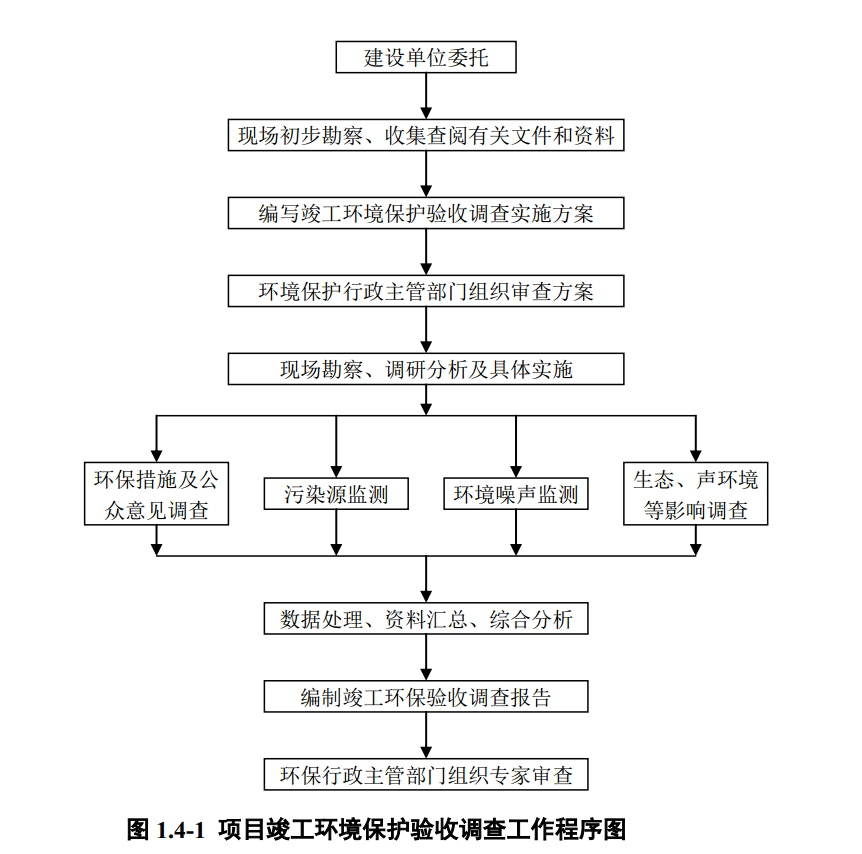 建设单位委托
现场初步勘察、收集查阅有关文件和资料
编写竣工环境保护验收调查实施方案
环境保护行政主管部门组织审查方案
现场勘察、调研分析及具体实施
环保措施及公
众意见调查
污染源监测
环境噪声监测
生态、声环境
等影响调查
数据处理、资料汇总、综合分析
编制竣工环保验收调查报告
环保行政主管部门组织专家审查
图 1.4-1 项目竣工环境保护验收调查工作程序图